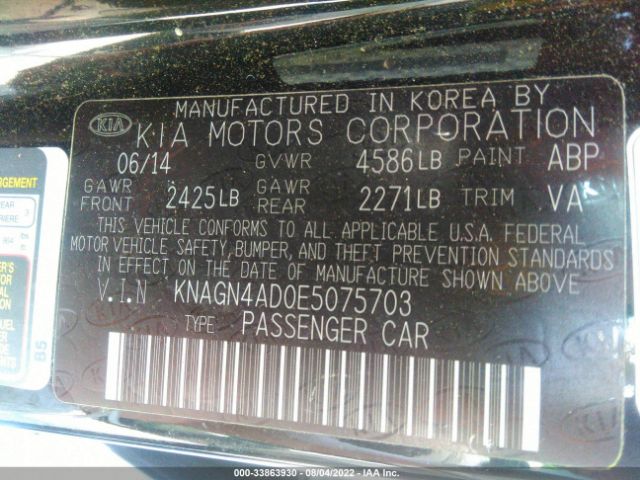 MANUFACTURED IN KOREA BY
KIA KIA MOTORS CORPORATION
06/14 GVWR 4586LB PAINT ABP
GAWR FRONT 2425LB GAWR REAR 2271LB TRIM VA
THIS VEHICLE CONFORMS TO ALL APPLICABLE U.S.A. FEDERAL
MOTOR VEHICLE SAFETY, BUMPER, AND THEFT PREVENTION STANDARDS
IN EFFECT ON THE DATE OF MANUFACTURE SHOWN ABOVE
V.I.N KNAGN4AD0E5075703
TYPE PASSENGER CAR
B5
000-33863930 - 08/04/2022 - IAA Inc.